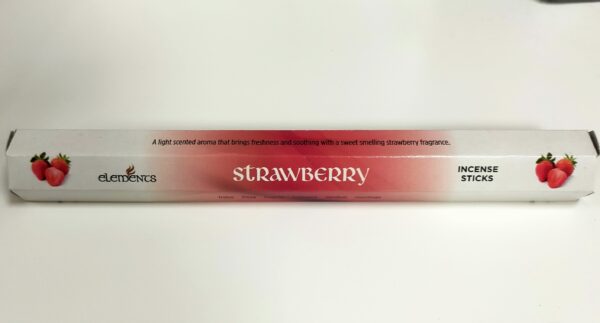 A light scented aroma that brings freshness and soothing with a sweet smelling strawberry fragrance.
elements
STRAWBERRY
INCENSE
STICKS